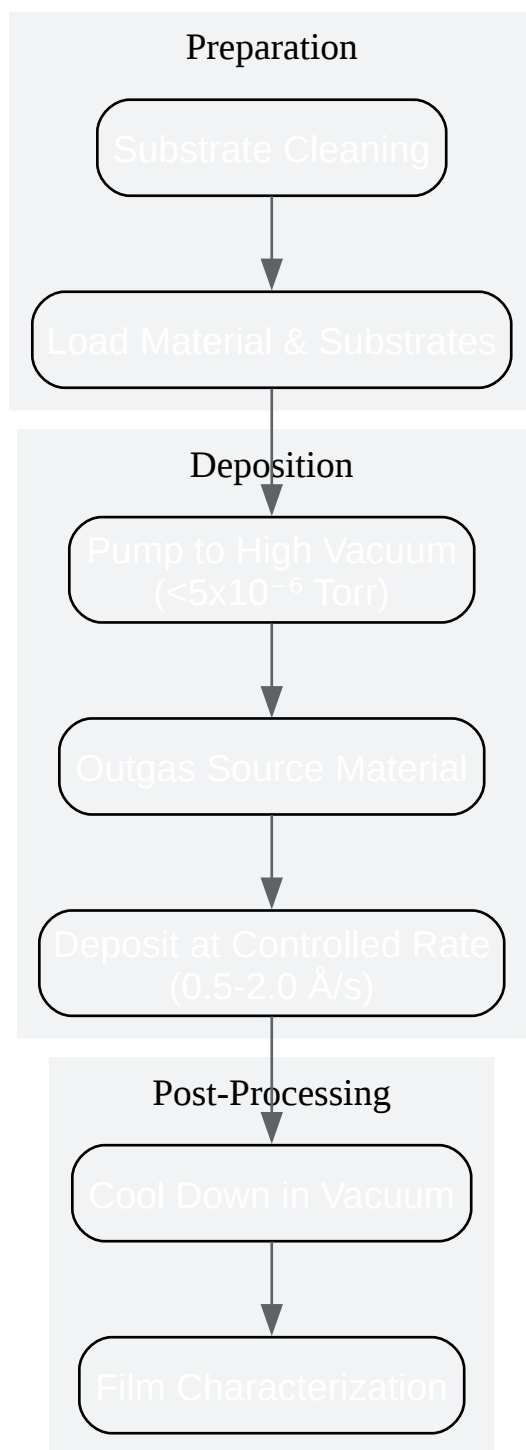 Preparation
Substrate Cleaning
Load Material & Substrates
Deposition
Pump to High Vacuum
(<5x10⁻⁶ Torr)
Outgas Source Material
Deposit at Controlled Rate
(0.5-2.0 Å/s)
Post-Processing
Cool Down in Vacuum
Film Characterization